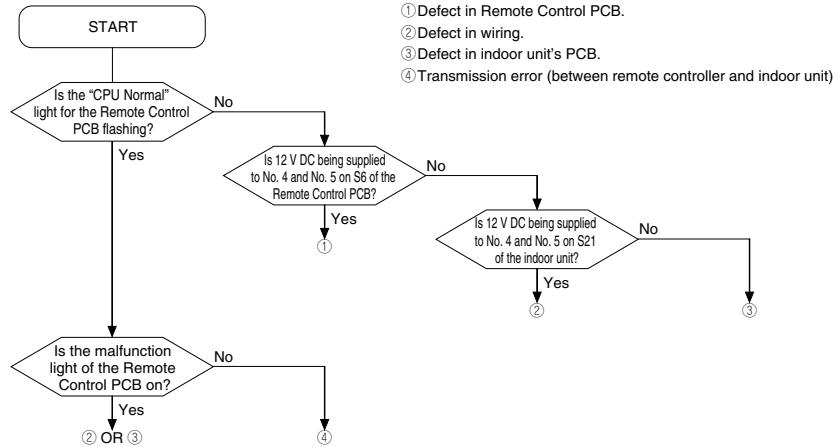 START
①Defect in Remote Control PCB.
②Defect in wiring.
③Defect in indoor unit's PCB.
④Transmission error (between remote controller and indoor unit)
Is the “CPU Normal”
light for the Remote Control
PCB flashing?
No
Yes
Is 12 V DC being supplied
to No. 4 and No. 5 on S6 of the
Remote Control PCB?
No
Yes
①
Is 12 V DC being supplied
to No. 4 and No. 5 on S21
of the indoor unit?
No
Yes
②
③
Is the malfunction
light of the Remote
Control PCB on?
No
Yes
② OR ③
④